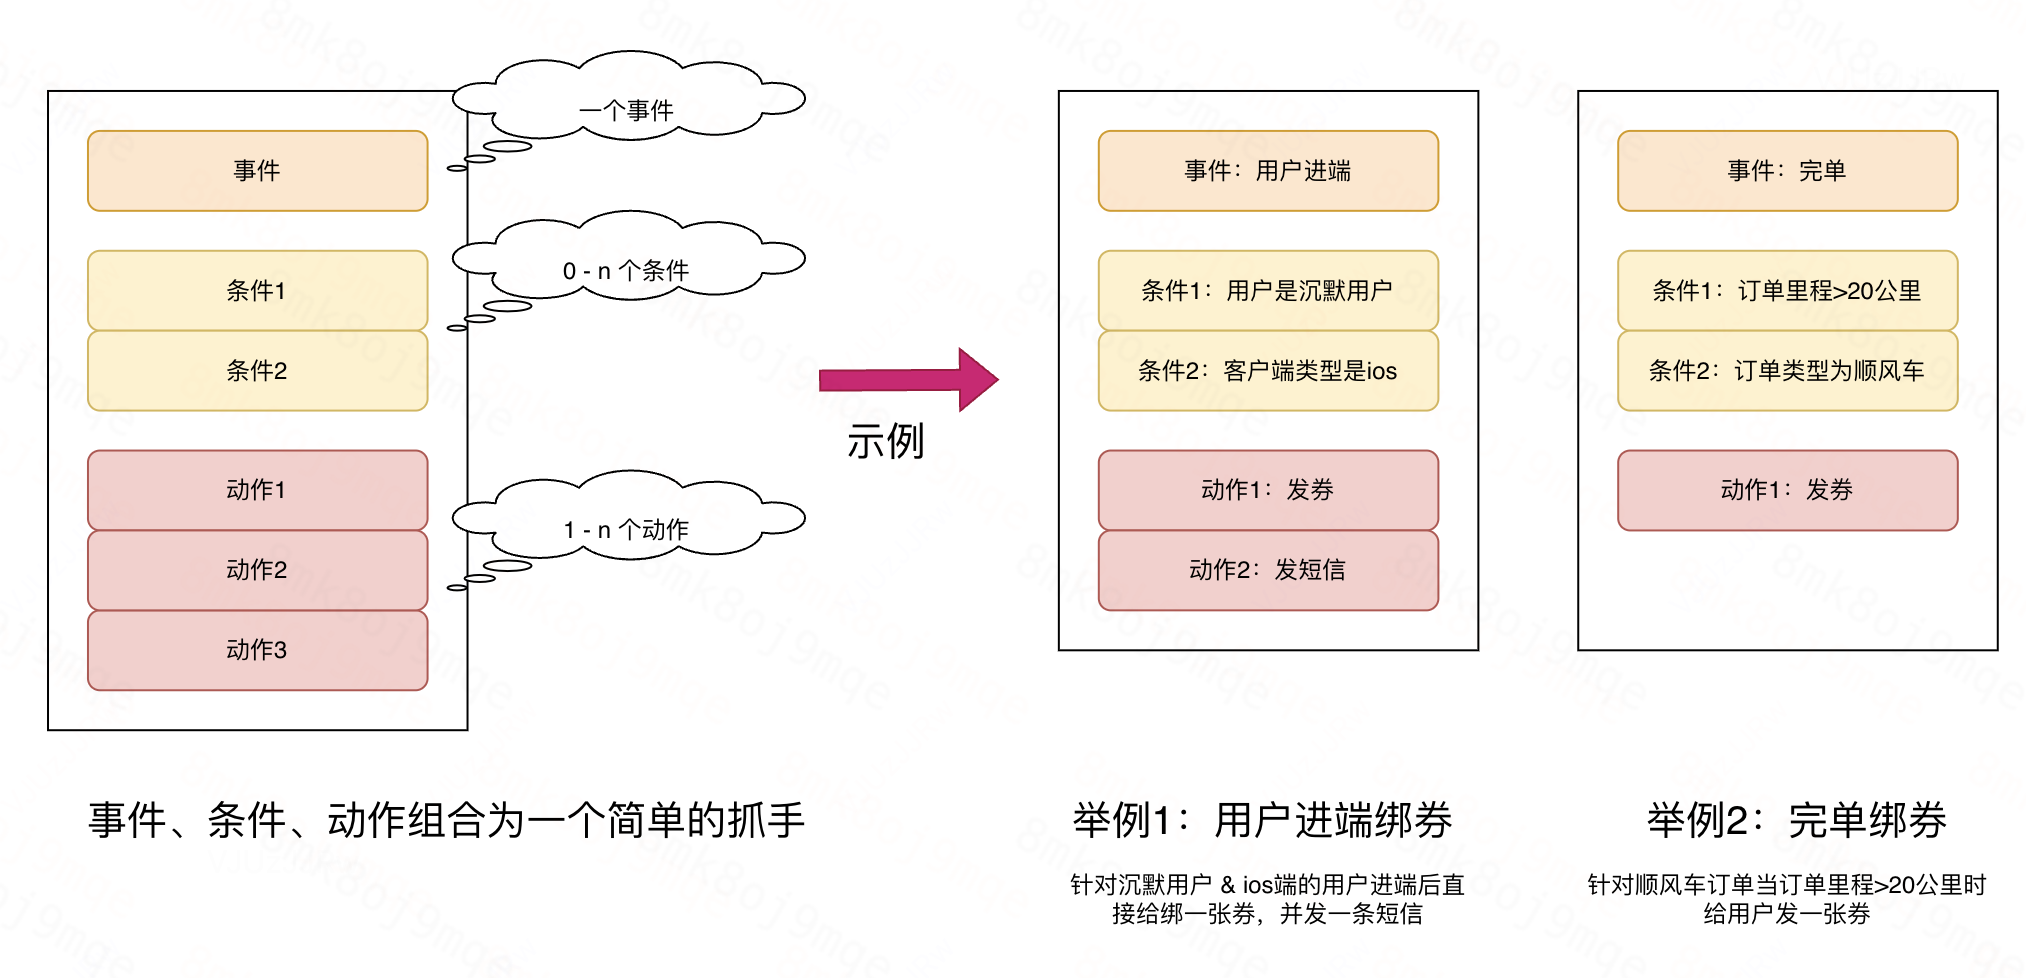 一个事件
事件
0 - n 个条件
条件1
条件2
1 - n 个动作
动作1
动作2
动作3
事件、条件、动作组合为一个简单的抓手
示例
事件：用户进端
条件1：用户是沉默用户
条件2：客户端类型是ios
动作1：发券
动作2：发短信
举例1：用户进端绑券
针对沉默用户 & ios端的用户进端后直
接给绑一张券，并发一条短信
事件：完单
条件1：订单里程>20公里
条件2：订单类型为顺风车
动作1：发券
举例2：完单绑券
针对顺风车订单当订单里程>20公里时
给用户发一张券